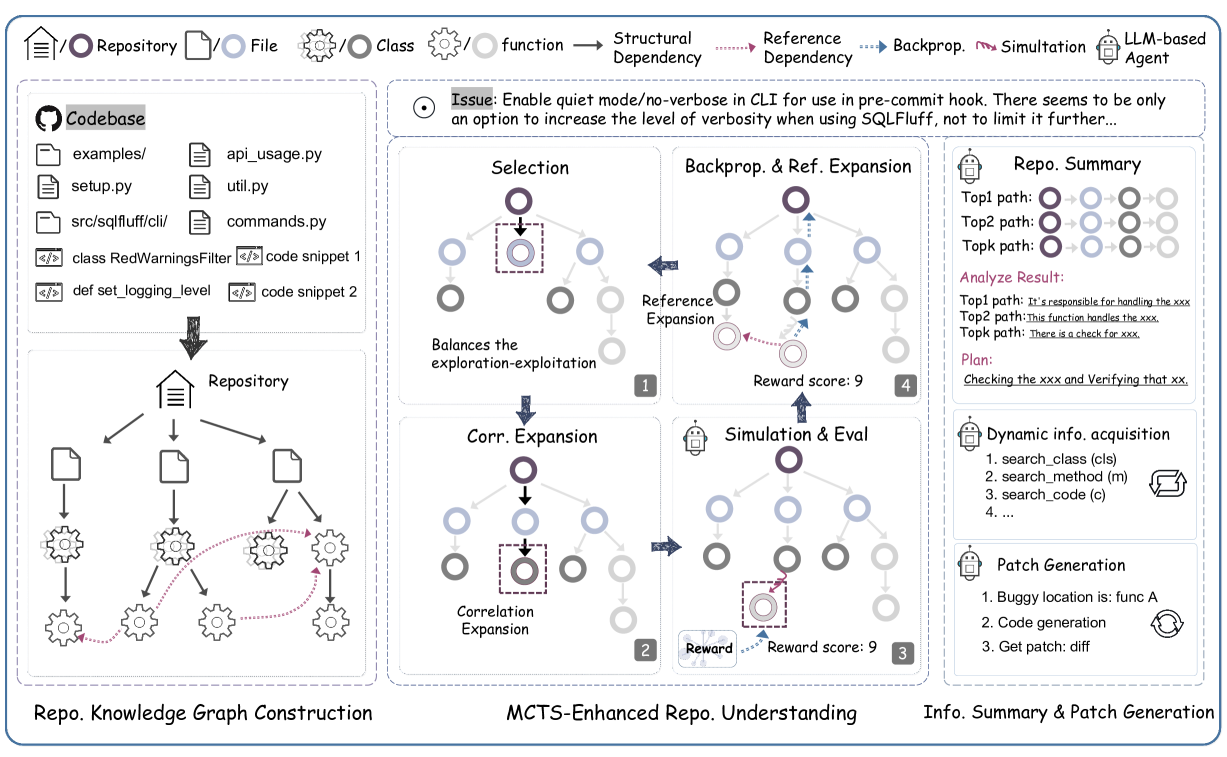 / Repository
/ File
/ Class
/ function
Structural
Dependency
Reference
Dependency
Backprop.
Simultation
LLM-based
Agent
Codebase
examples/
api_usage.py
setup.py
util.py
src/sqlfluff/cli/
commands.py
class RedWarningsFilter
code snippet 1
def set_logging_level
code snippet 2
Repository
Repo. Knowledge Graph Construction
Issue: Enable quiet mode/no-verbose in CLI for use in pre-commit hook. There seems to be only
an option to increase the level of verbosity when using SQLFluff, not to limit it further...
Selection
Balances the
exploration-exploitation
1
Backprop. & Ref. Expansion
Reference
Expansion
Reward score: 9
4
Corr. Expansion
Correlation
Expansion
2
Simulation & Eval
Reward
Reward score: 9
3
MCTS-Enhanced Repo. Understanding
Repo. Summary
Top1 path:
Top2 path:
Topk path:
Analyze Result:
Top1 path: It's responsible for handling the xxx
Top2 path:This function handles the xxx.
Topk path: There is a check for xxx.
Plan:
Checking the xxx and Verifying that xx.
Dynamic info. acquisition
1. search_class (cls)
2. search_method (m)
3. search_code (c)
4. ...
Patch Generation
1. Buggy location is: func A
2. Code generation
3. Get patch: diff
Info. Summary & Patch Generation